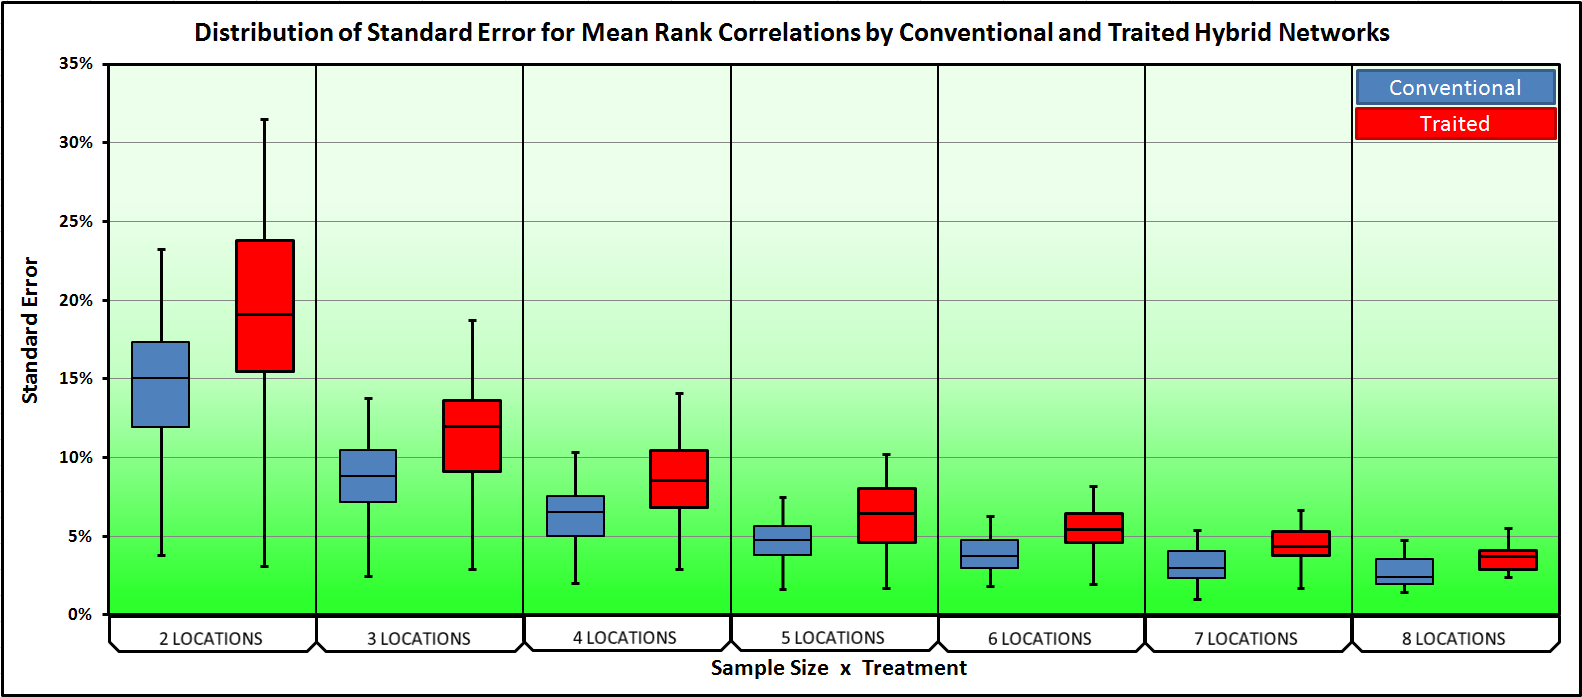 Distribution of Standard Error for Mean Rank Correlations by Conventional and Traited Hybrid Networks
35%
Conventional
Traited
30%
25%
20%
15%
10%
5%
0%
Standard Error
2 LOCATIONS
3 LOCATIONS
4 LOCATIONS
5 LOCATIONS
6 LOCATIONS
7 LOCATIONS
8 LOCATIONS
Sample Size x Treatment